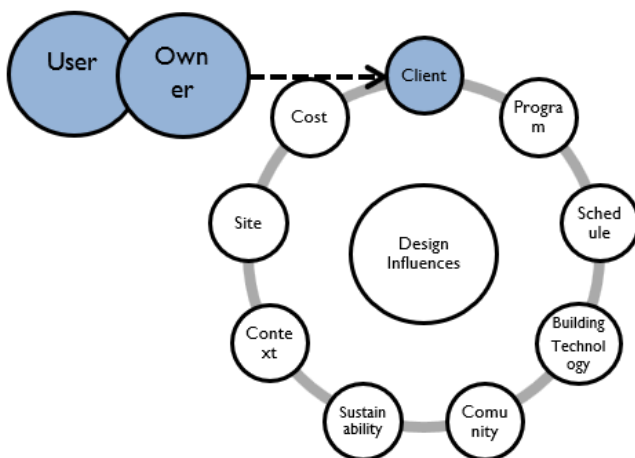 User
Own
er
Client
Progra
m
Sched
ule
Building
Technol
ogy
Comu
nity
Sustain
ability
Conte
xt
Site
Cost
Design
Influences